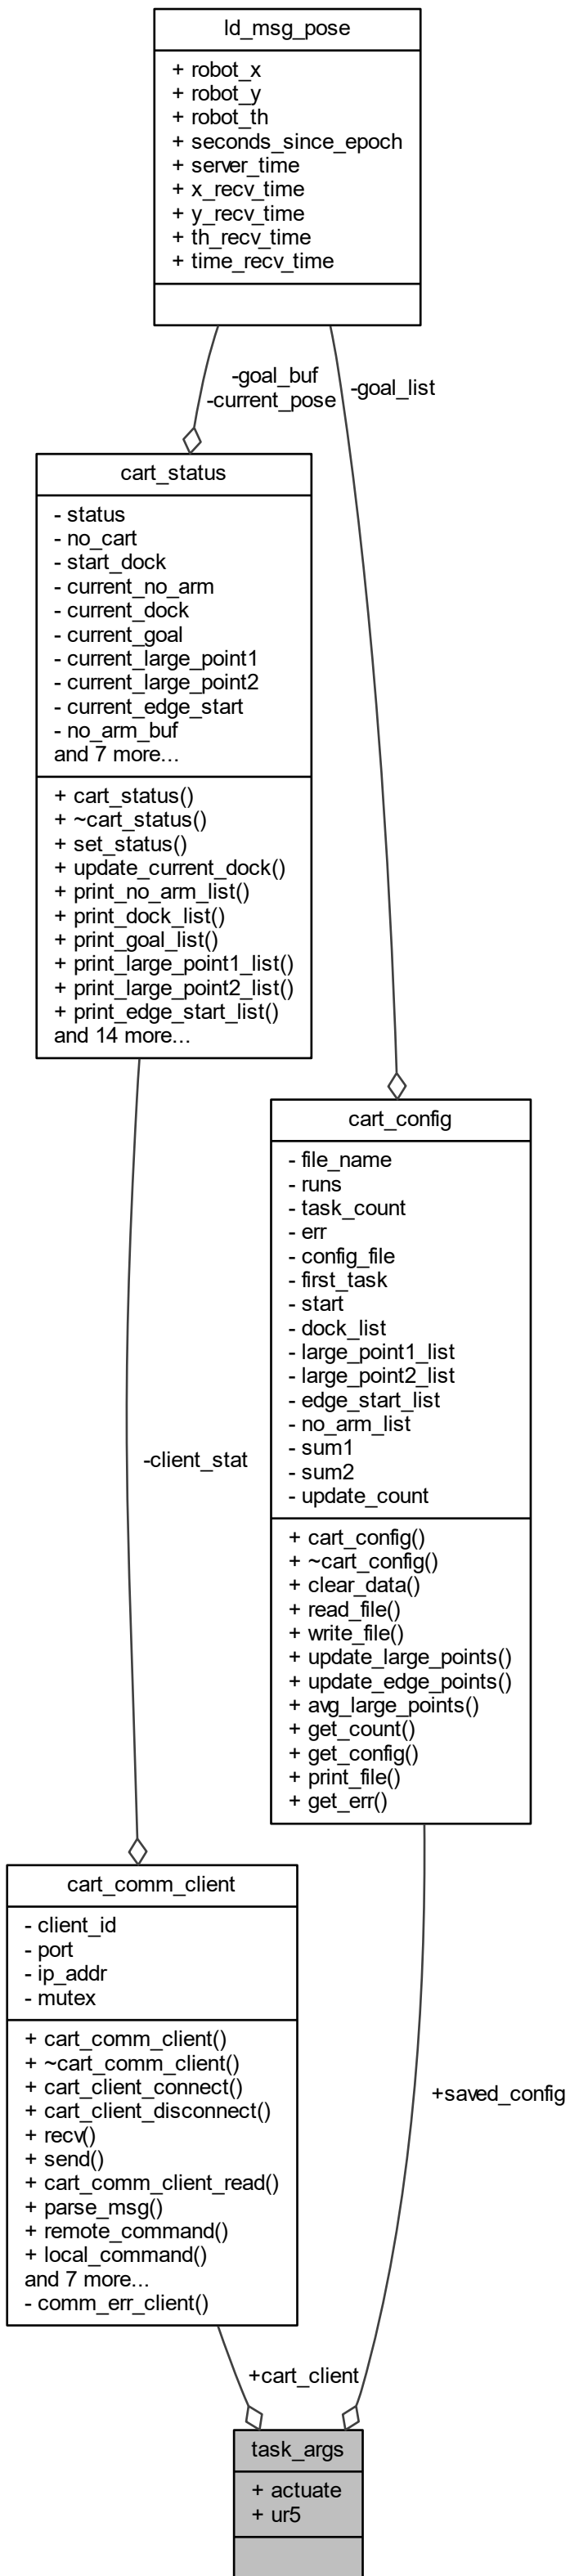 ld_msg_pose
+ robot_x
+ robot_y
+ robot_th
+ seconds_since_epoch
+ server_time
+ x_recv_time
+ y_recv_time
+ th_recv_time
+ time_recv_time
-goal_buf
-current_pose
-goal_list
cart_status
- status
- no_cart
- start_dock
- current_no_arm
- current_dock
- current_goal
- current_large_point1
- current_large_point2
- current_edge_start
- no_arm_buf
and 7 more...
+ cart_status()
+ ~cart_status()
+ set_status()
+ update_current_dock()
+ print_no_arm_list()
+ print_dock_list()
+ print_goal_list()
+ print_large_point1_list()
+ print_large_point2_list()
+ print_edge_start_list()
and 14 more...
cart_config
- file_name
- runs
- task_count
- err
- config_file
- first_task
- start
- dock_list
- large_point1_list
- large_point2_list
- edge_start_list
- no_arm_list
- sum1
- sum2
- update_count
+ cart_config()
+ ~cart_config()
+ clear_data()
+ read_file()
+ write_file()
+ update_large_points()
+ update_edge_points()
+ avg_large_points()
+ get_count()
+ get_config()
+ print_file()
+ get_err()
-client_stat
cart_comm_client
- client_id
- port
- ip_addr
- mutex
+ cart_comm_client()
+ ~cart_comm_client()
+ cart_client_connect()
+ cart_client_disconnect()
+ recv()
+ send()
+ cart_comm_client_read()
+ parse_msg()
+ remote_command()
+ local_command()
and 7 more...
- comm_err_client()
+saved_config
+cart_client
task_args
+ actuate
+ ur5